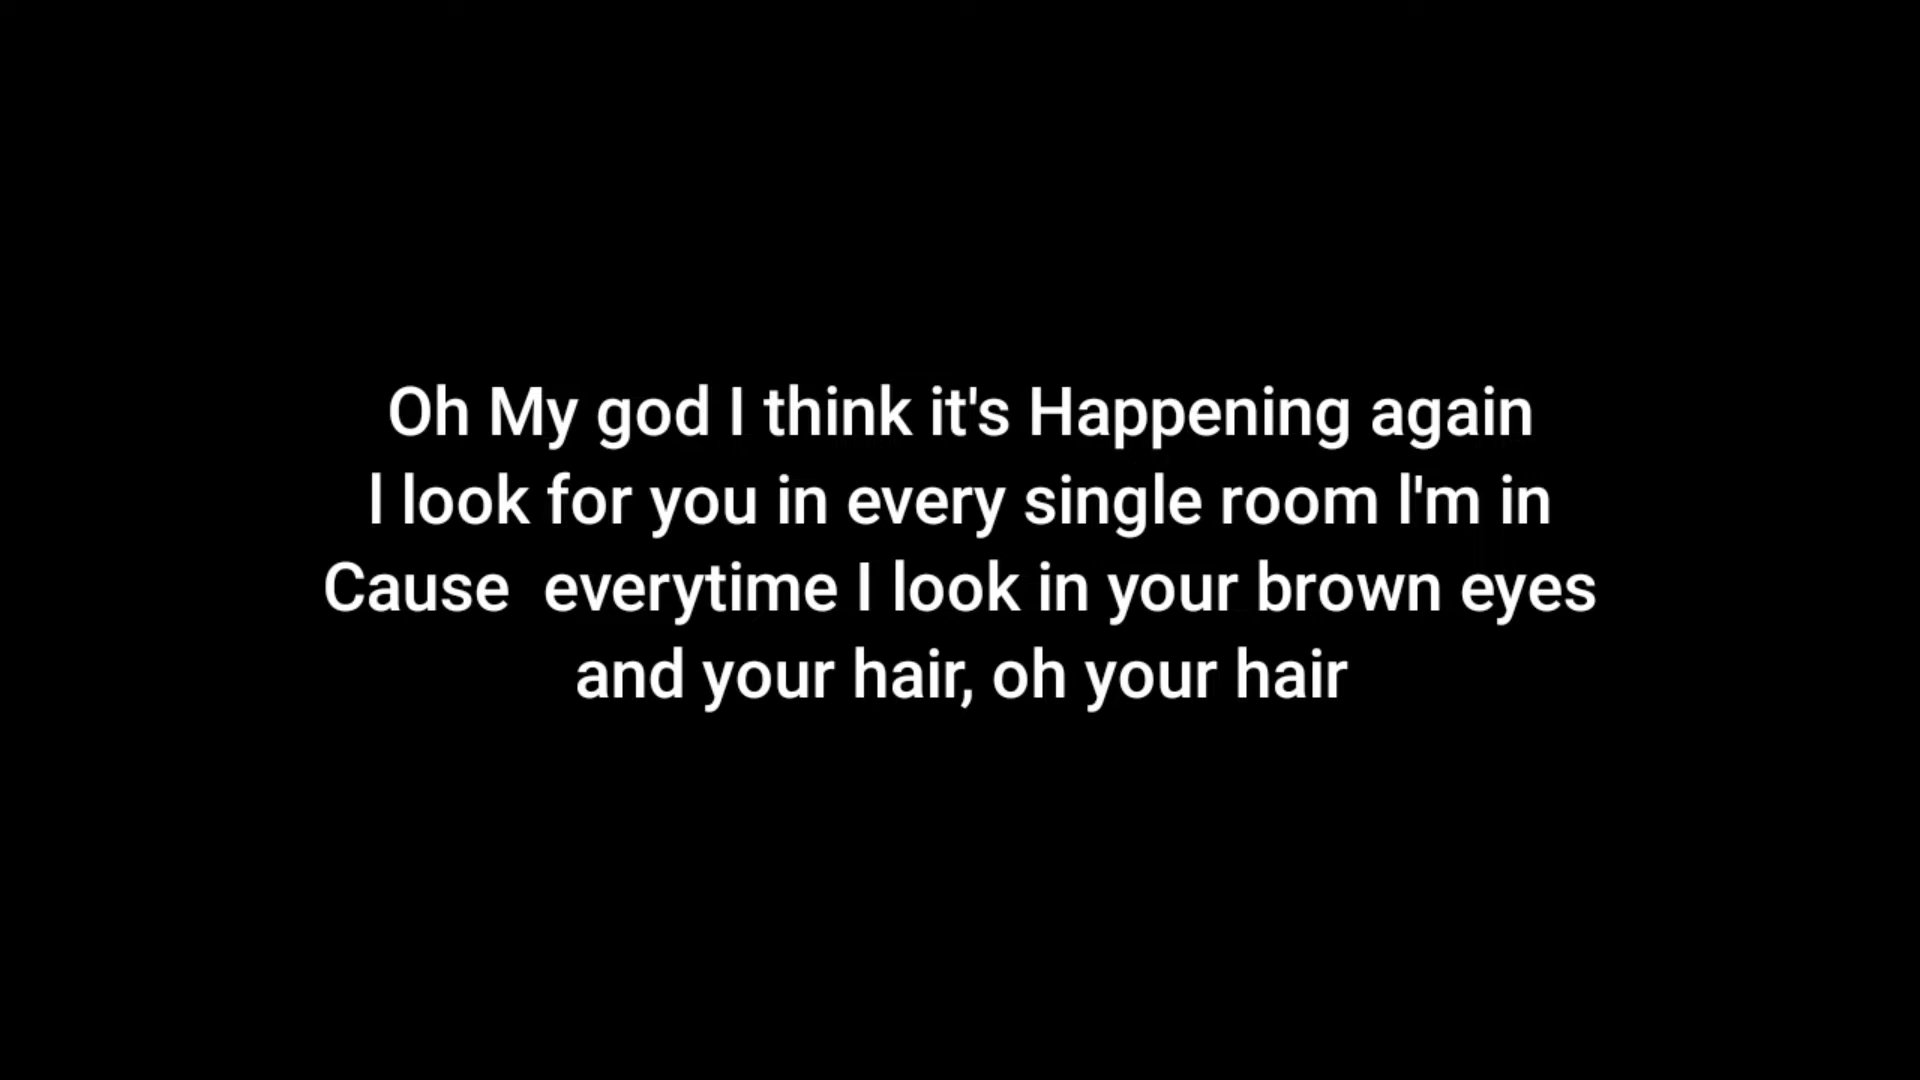 Oh My god I think it's Happening again
I look for you in every single room I'm in
Cause  everytime I look in your brown eyes
and your hair, oh your hair